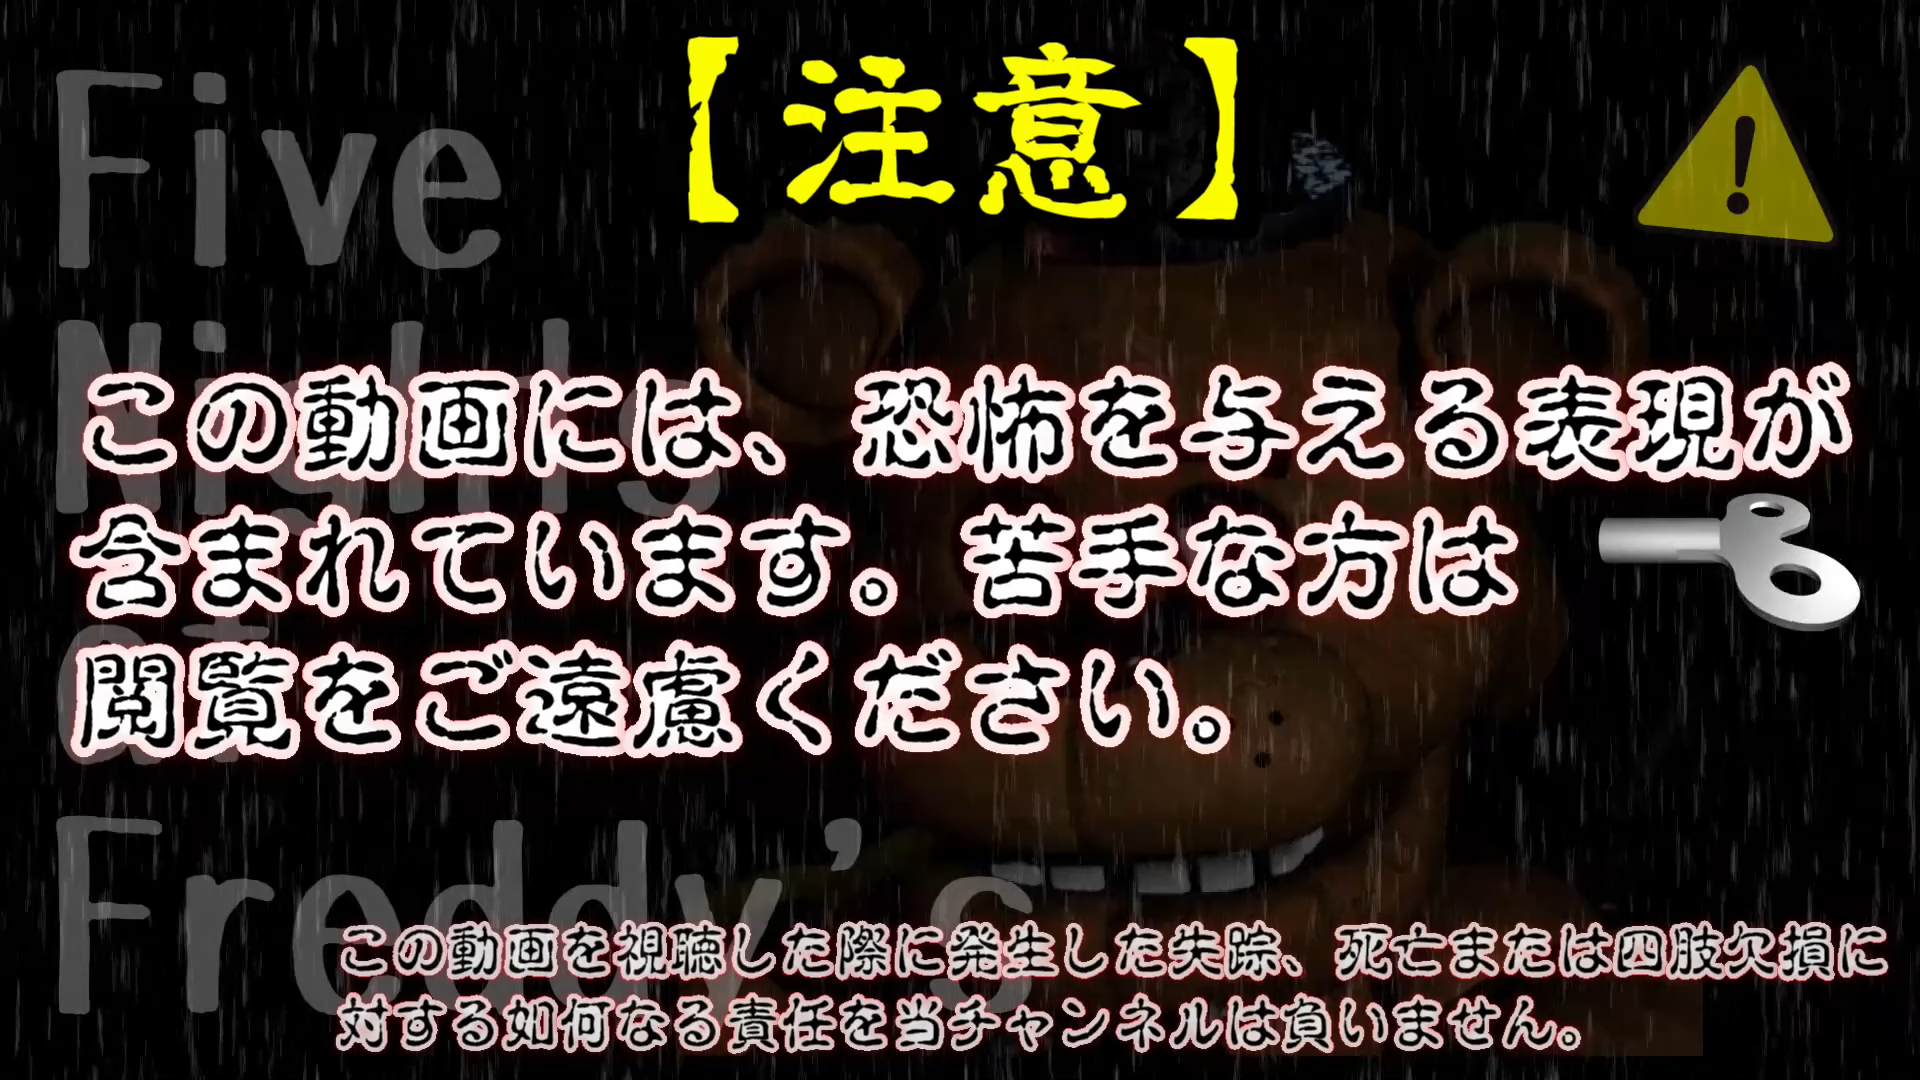 【注意】
Five
Nights
at
Freddy's
この動画には、恐怖を与える表現が
含まれています。苦手な方は
閲覧をご遠慮ください。
この動画を視聴した際に発生した失踪、死亡または四肢欠損に
対する如何なる責任を当チャンネルは負いません。